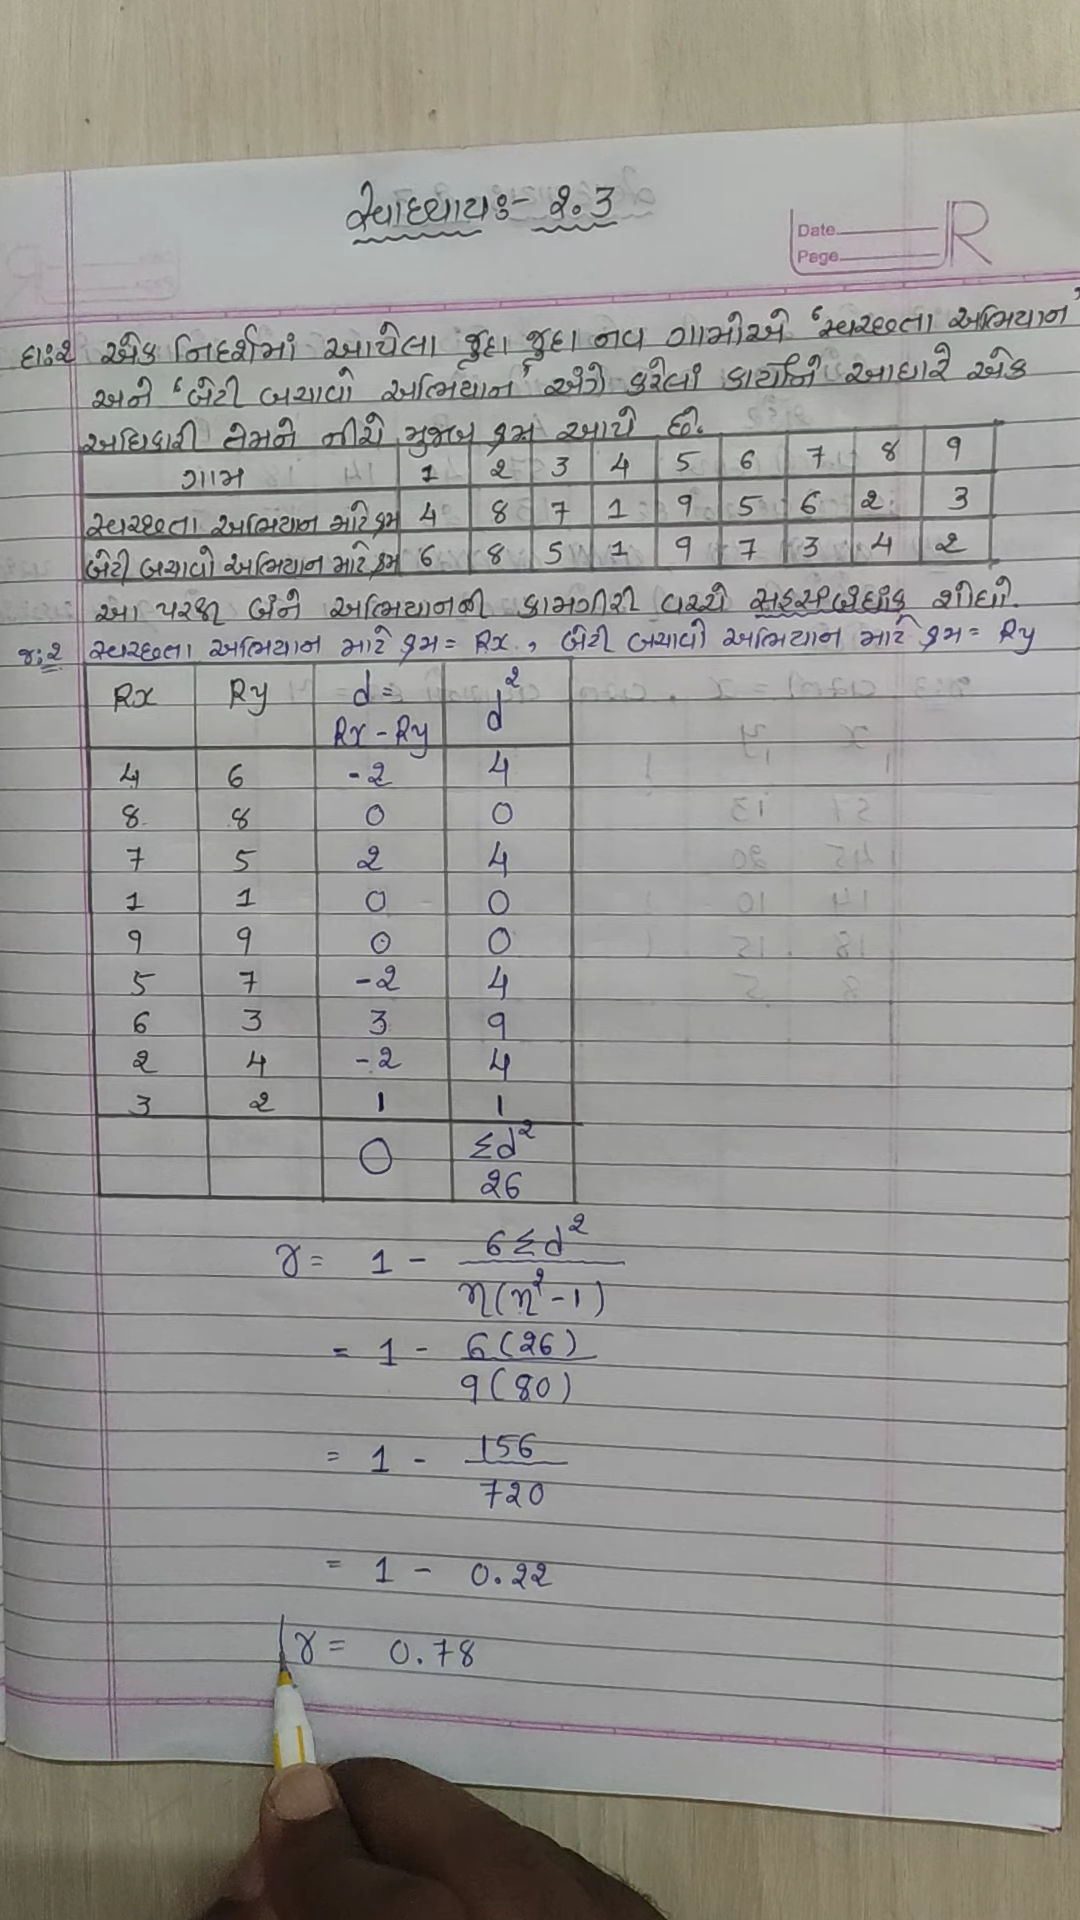 સ્વાધ્યાયઃ- ૨.૩
Date
Page
R
દાઃ૨ એક નિદર્શમાં આવેલા જુદા જુદા નવ ગામોએ 'સ્વચ્છતા અભિયાન'
અને 'બેટી બચાવો અભિયાન' અંગે કરેલાં કાર્યોને આધારે એક
અધિકારી તેમને નીચે મુજબ ક્રમ આપે છે.
ગામ 1 2 3 4 5 6 7 8 9
સ્વચ્છતા અભિયાન માટે ક્રમ 4 8 7 1 9 5 6 2 3
બેટી બચાવો અભિયાન માટે ક્રમ 6 8 5 1 9 7 3 4 2
આ પરથી બંને અભિયાનની કામગીરી વચ્ચે સહસંબંધાંક શોધો.
જઃ૨ સ્વચ્છતા અભિયાન માટે ક્રમ = Rx, બેટી બચાવો અભિયાન માટે ક્રમ = Ry
Rx Ry d= Rx - Ry d²
4 6 -2 4
8 8 0 0
7 5 2 4
1 1 0 0
9 9 0 0
5 7 -2 4
6 3 3 9
2 4 -2 4
3 2 1 1
0 Σd²
26
r = 1 - 6Σd² / n(n²-1)
= 1 - 6(26) / 9(80)
= 1 - 156 / 720
= 1 - 0.22
r = 0.78